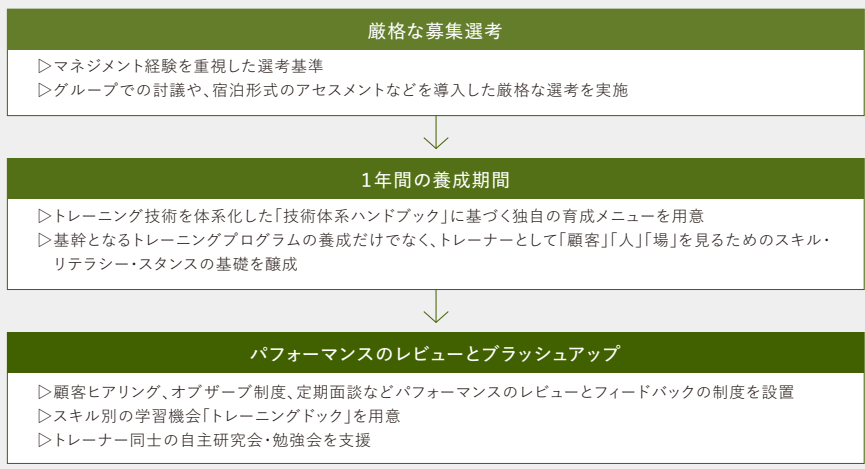 厳格な募集選考
▷マネジメント経験を重視した選考基準
▷グループでの討議や、宿泊形式のアセスメントなどを導入した厳格な選考を実施
1年間の養成期間
▷トレーニング技術を体系化した「技術体系ハンドブック」に基づく独自の育成メニューを用意
▷基幹となるトレーニングプログラムの養成だけでなく、トレーナーとして「顧客」「人」「場」を見るためのスキル・
リテラシー・スタンスの基礎を醸成
パフォーマンスのレビューとブラッシュアップ
▷顧客ヒアリング、オブザーブ制度、定期面談などパフォーマンスのレビューとフィードバックの制度を設置
▷スキル別の学習機会「トレーニングドック」を用意
▷トレーナー同士の自主研究会・勉強会を支援